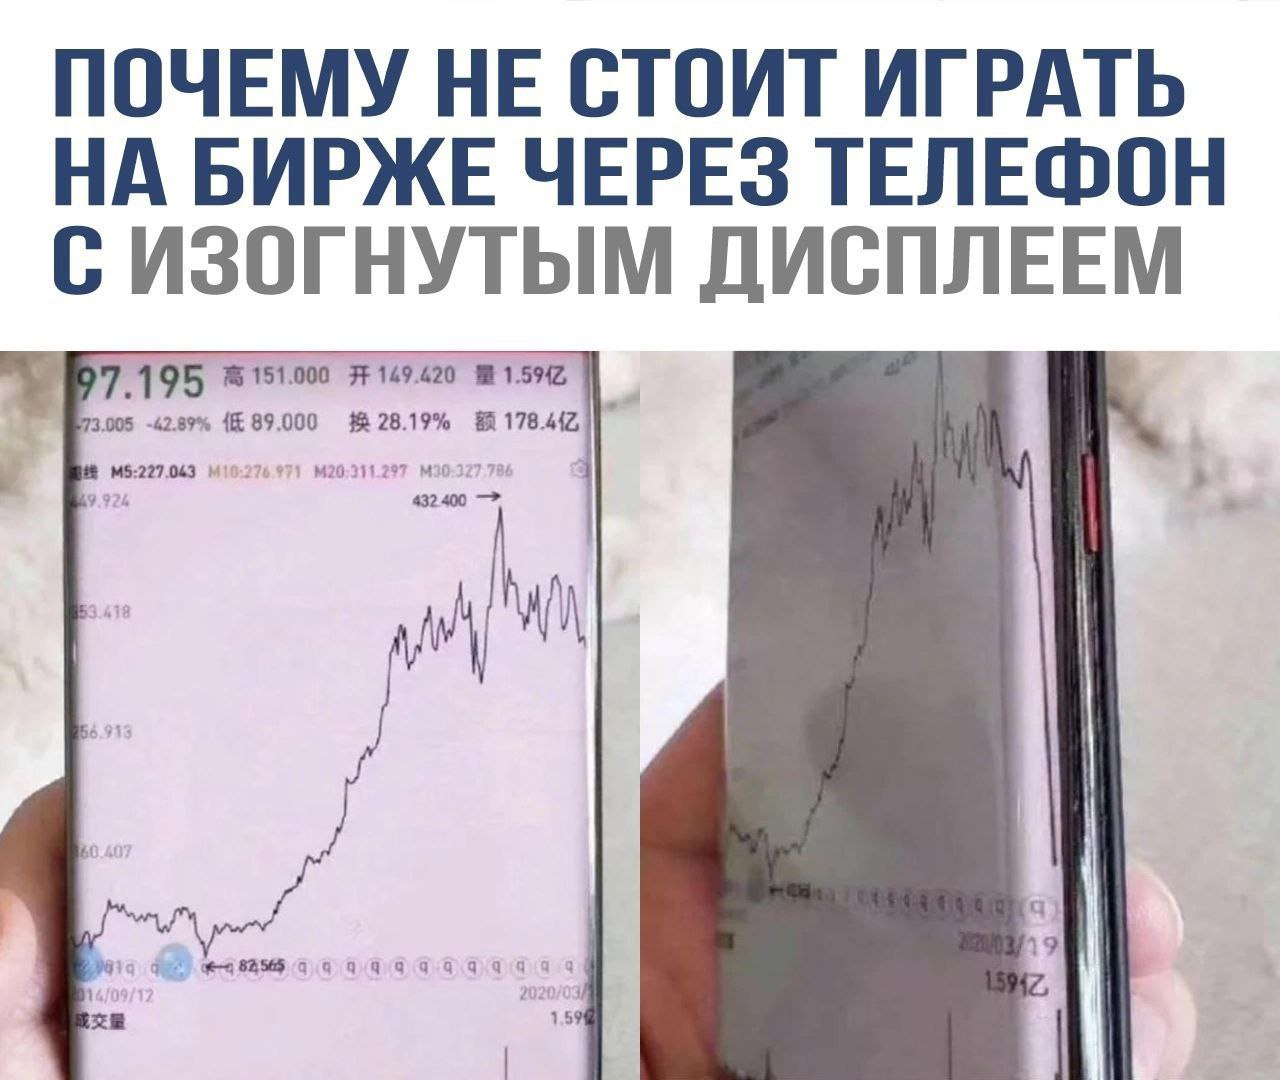 ПОЧЕМУ НЕ СТОИТ ИГРАТЬ
НА БИРЖЕ ЧЕРЕЗ ТЕЛЕФОН
С ИЗОГНУТЫМ ДИСПЛЕЕМ
97.195 高 151.000 开 149.420 量 1.59亿
-73.005 -42.89% 低 89.000 换 28.19% 额 178.4亿
M5:227.043 M10:276.971 M20:311.297 M30:327.786
449.924
432.400 →
353.418
256.913
160.407
← 82.565
q q q q q q q q q q q q
2014/09/12 2020/03/1
成交量 1.59亿
q q q q q q q q
2020/03/19
1.59亿